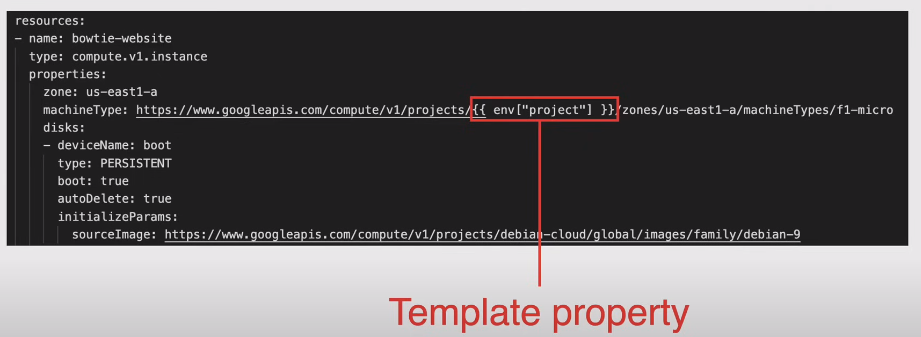 resources:
- name: bowtie-website
type: compute.v1.instance
properties:
zone: us-east1-a
machineType: https://www.googleapis.com/compute/v1/projects/{{ env["project"] }}/zones/us-east1-a/machineTypes/f1-micro
disks:
- deviceName: boot
type: PERSISTENT
boot: true
autoDelete: true
initializeParams:
sourceImage: https://www.googleapis.com/compute/v1/projects/debian-cloud/global/images/family/debian-9
Template property